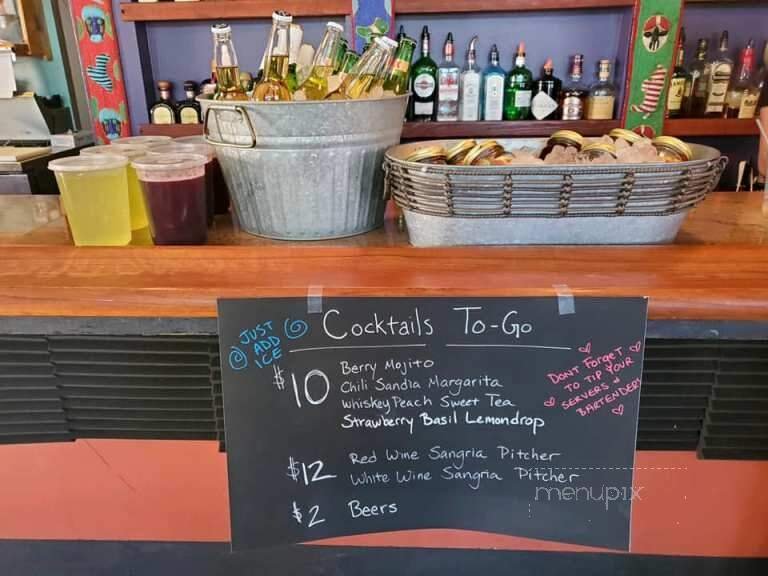 Cocktails To-Go
JUST
ADD
ICE
$10
Berry Mojito
Chili Sandia Margarita
Whiskey Peach Sweet Tea
Strawberry Basil Lemondrop
DONT FORGET
TO TIP YOUR
SERVERS &
BARTENDER!
$12
Red Wine Sangria Pitcher
White Wine Sangria Pitcher
$2
Beers
menupix